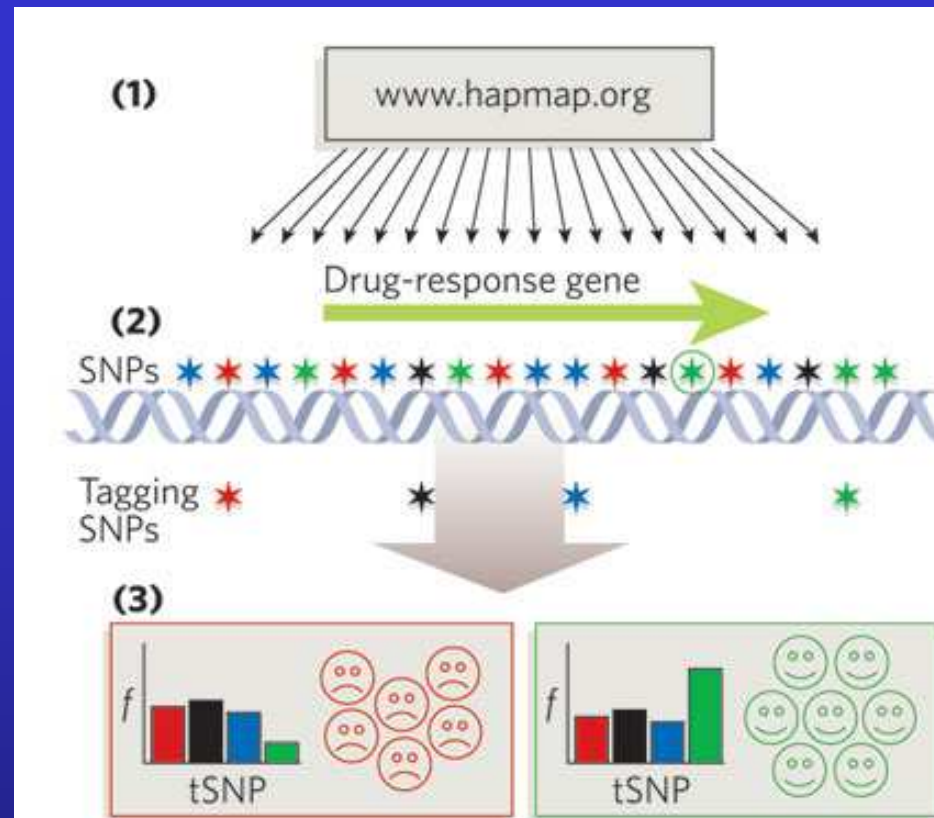 (1)
www.hapmap.org
Drug-response gene
(2)
SNPs
Tagging
SNPs
(3)
f
tSNP
f
tSNP